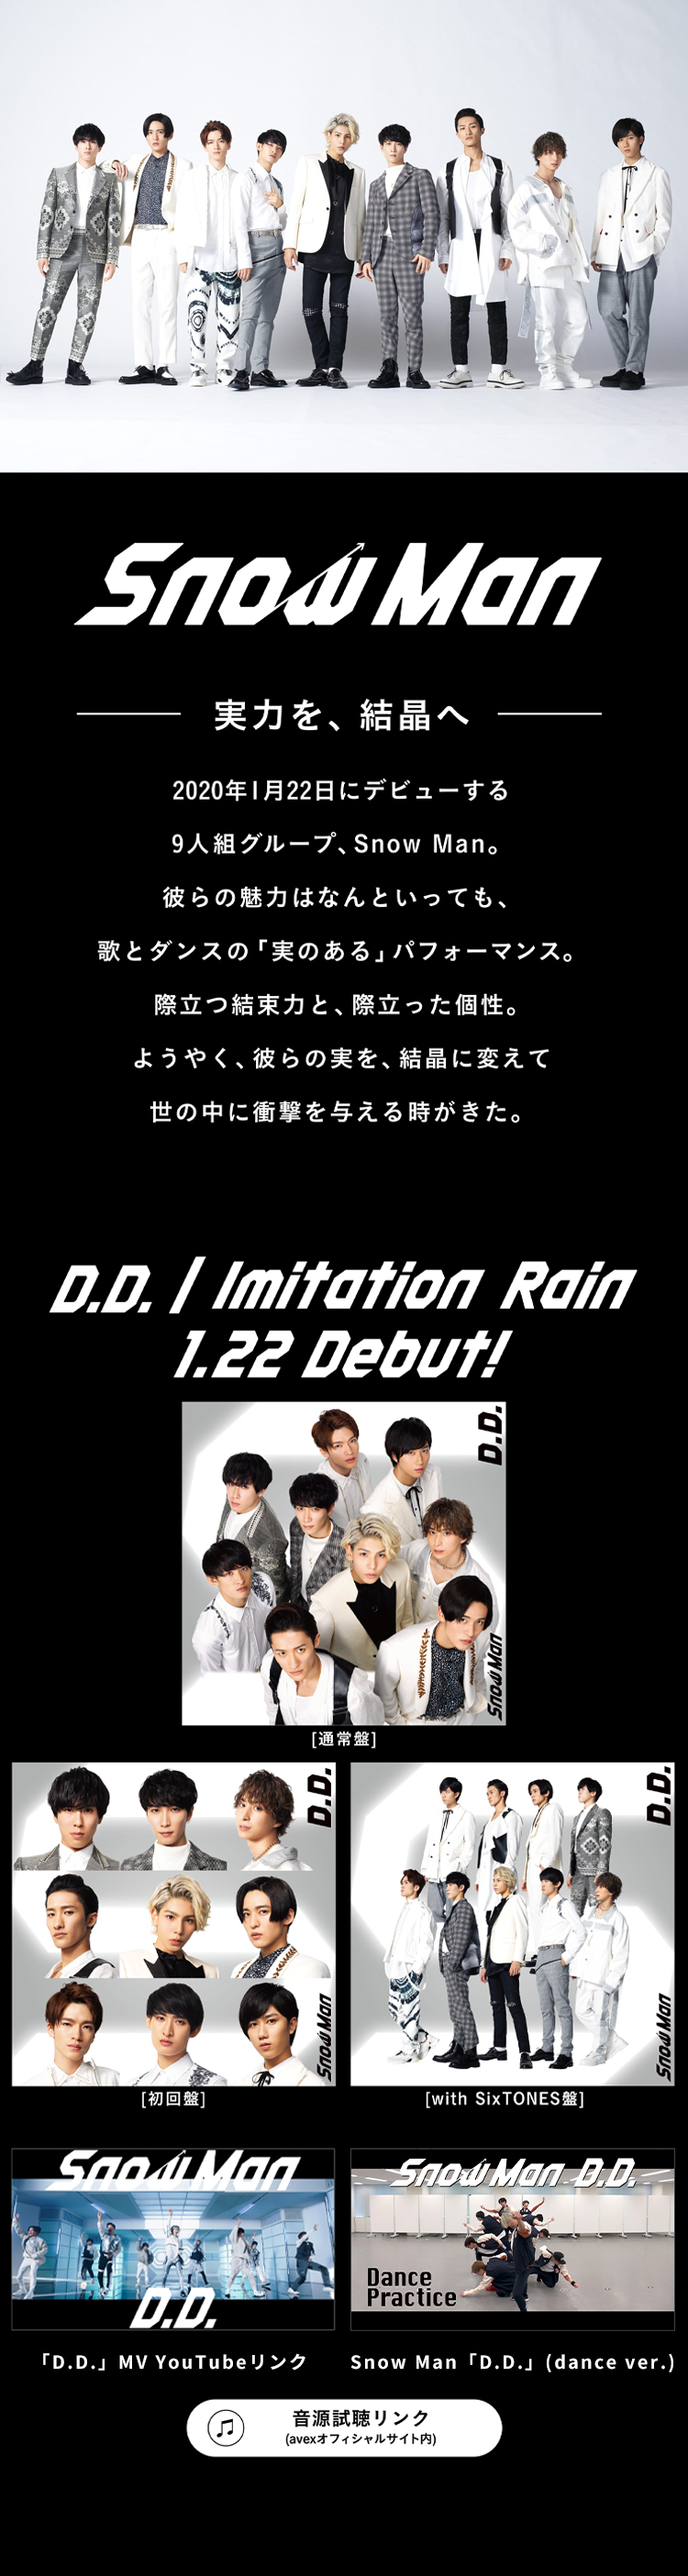 Snow Man
実力を、結晶へ
2020年1月22日にデビューする
9人組グループ、Snow Man。
彼らの魅力はなんといっても、
歌とダンスの「実のある」パフォーマンス。
際立つ結束力と、際立った個性。
ようやく、彼らの実を、結晶に変えて
世の中に衝撃を与える時がきた。
D.D. / Imitation Rain
1.22 Debut!
D.D.
Snow Man
[通常盤]
D.D.
Snow Man
[初回盤]
D.D.
Snow Man
[with SixTONES盤]
Snow Man
D.D.
「D.D.」MV YouTubeリンク
Snow Man D.D.
Dance
Practice
Snow Man「D.D.」(dance ver.)
音源試聴リンク
(avexオフィシャルサイト内)